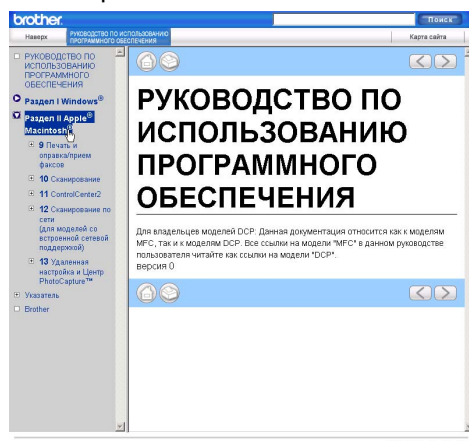 brother.
Поиск
Наверх
РУКОВОДСТВО ПО ИСПОЛЬЗОВАНИЮ
ПРОГРАММНОГО ОБЕСПЕЧЕНИЯ
Карта сайта
РУКОВОДСТВО ПО
ИСПОЛЬЗОВАНИЮ
ПРОГРАММНОГО
ОБЕСПЕЧЕНИЯ
Раздел I Windows®
Раздел II Apple®
Macintosh®
9 Печать и
оправка/прием
факсов
10 Сканирование
11 ControlCenter2
12 Сканирование по
сети
(для моделей со
встроенной сетевой
поддержкой)
13 Удаленная
настройка и Центр
PhotoCapture™
Указатель
Brother
РУКОВОДСТВО ПО
ИСПОЛЬЗОВАНИЮ
ПРОГРАММНОГО
ОБЕСПЕЧЕНИЯ
Для владельцев моделей DCP: Данная документация относится как к моделям
MFC, так и к моделям DCP. Все ссылки на модели "MFC" в данном руководстве
пользователя читайте как ссылки на модели "DCP".
версия 0